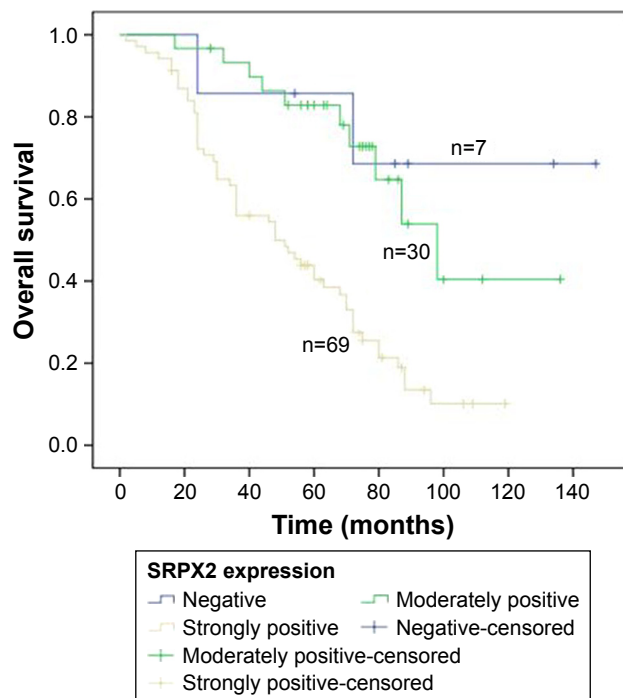 1.0
0.8
0.6
0.4
0.2
0.0
Overall survival
n=7
n=30
n=69
0 20 40 60 80 100 120 140
Time (months)
SRPX2 expression
Negative Moderately positive
Strongly positive Negative-censored
Moderately positive-censored
Strongly positive-censored